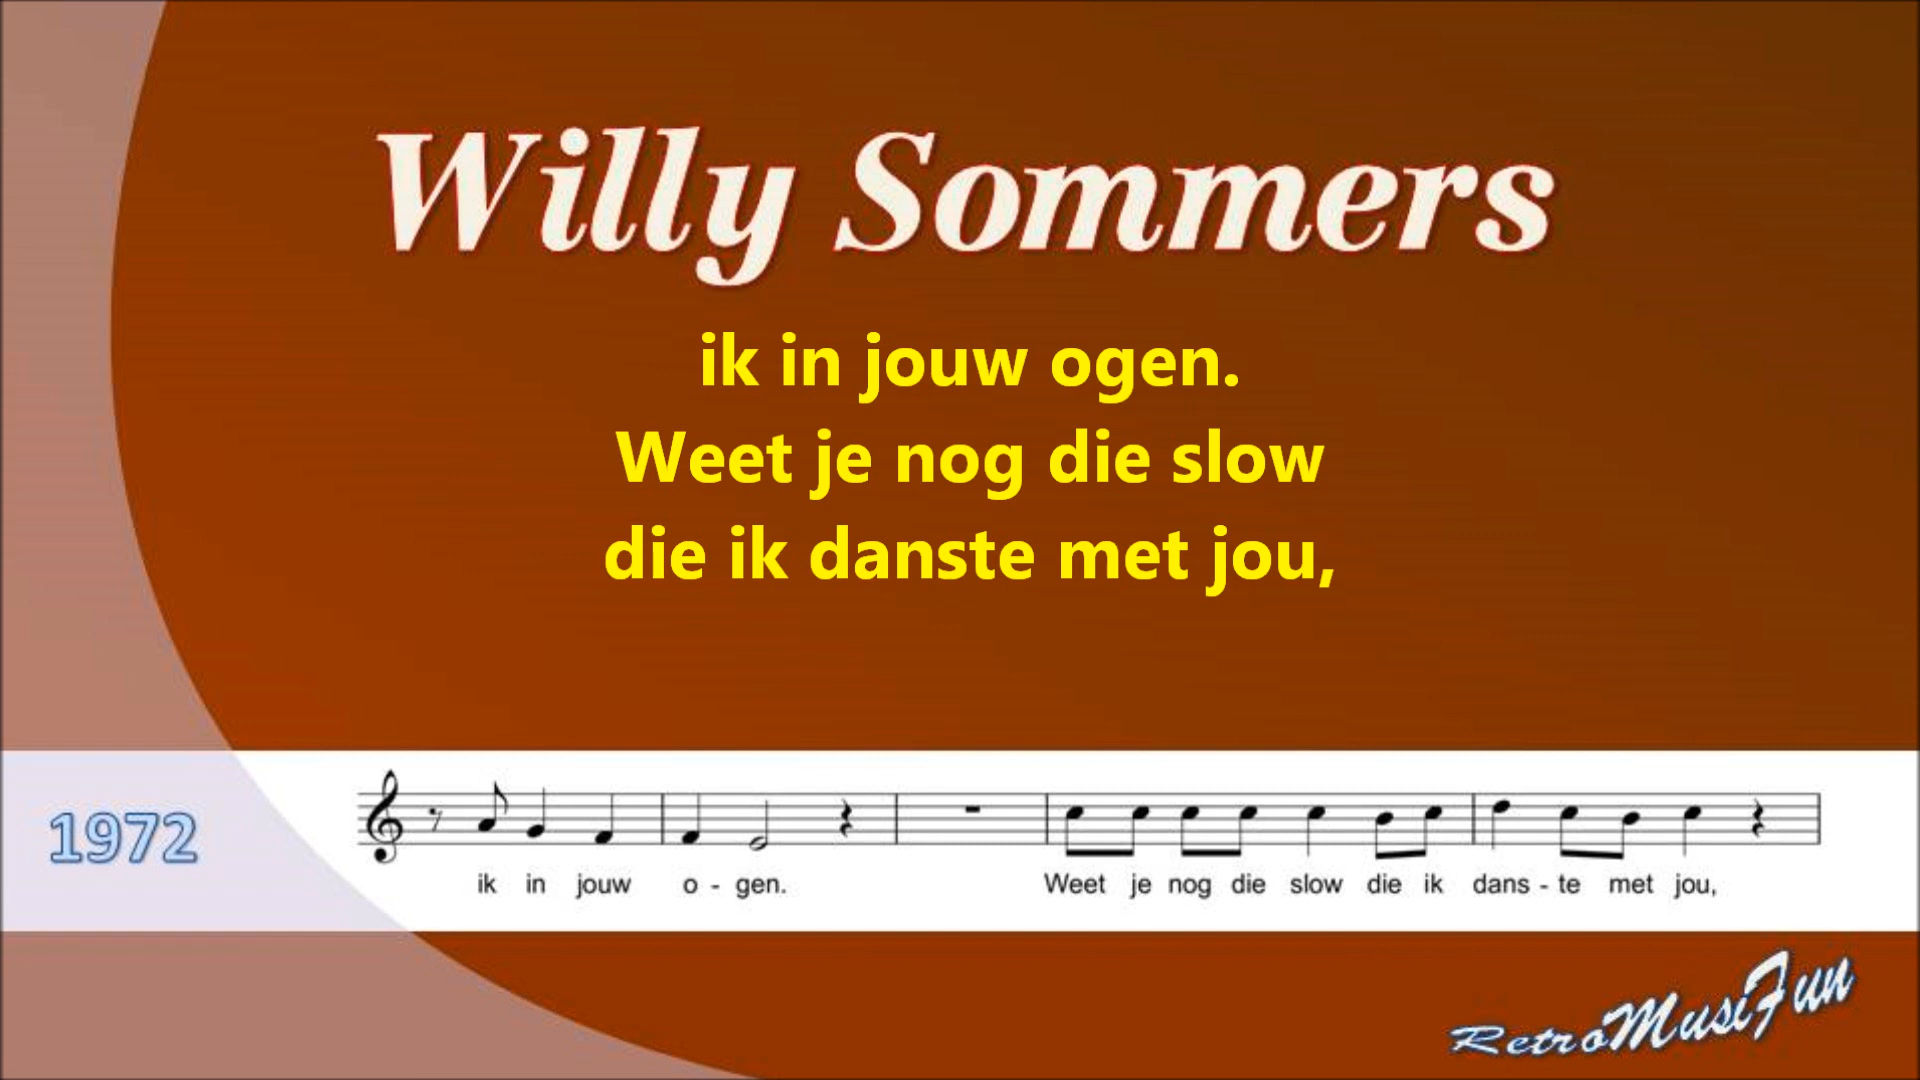 Willy Sommers
ik in jouw ogen.
Weet je nog die slow
die ik danste met jou,
1972
ik in jouw o - gen. Weet je nog die slow die ik dans - te met jou,
RetroMusiFun